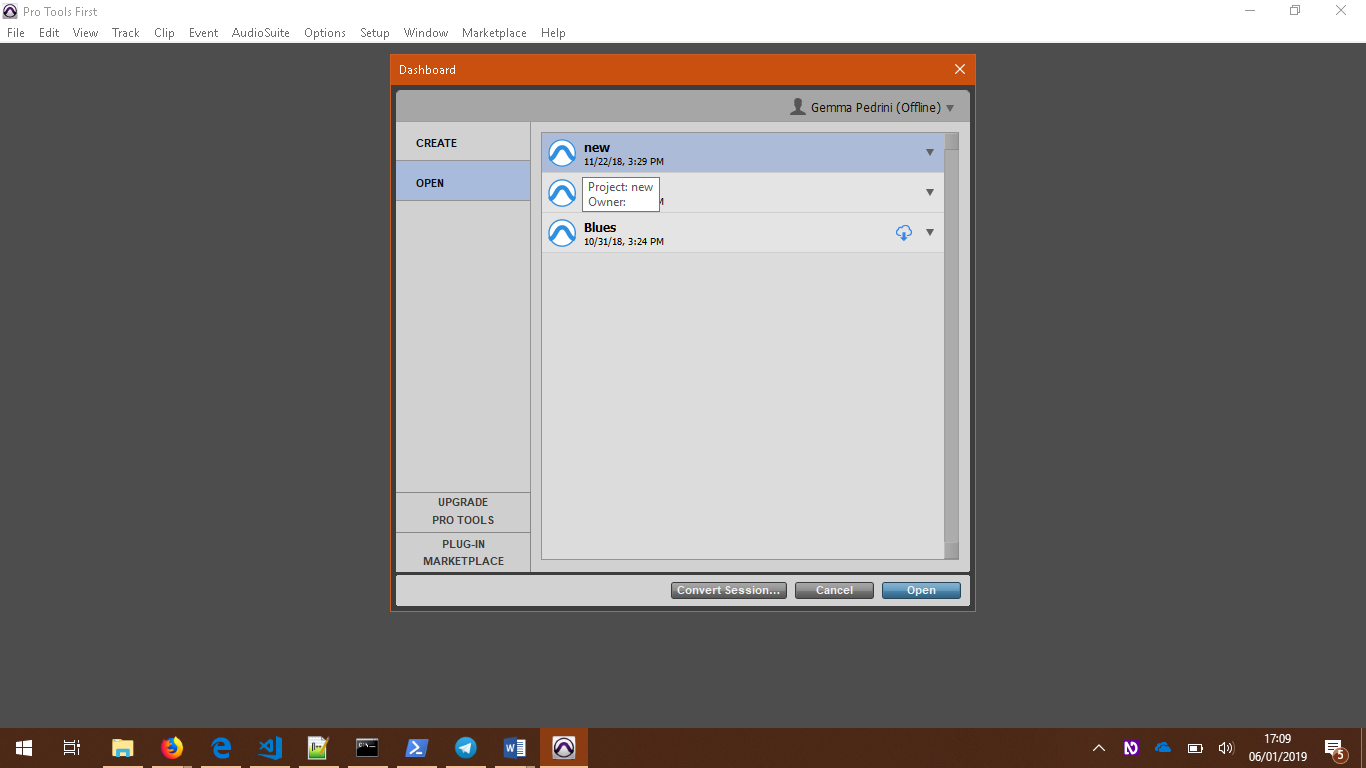 Pro Tools First
File Edit View Track Clip Event AudioSuite Options Setup Window Marketplace Help
Dashboard
Gemma Pedrini (Offline)
CREATE
OPEN
new
11/22/18, 3:29 PM
Project: new
Owner:
Blues
10/31/18, 3:24 PM
UPGRADE
PRO TOOLS
PLUG-IN
MARKETPLACE
Convert Session... Cancel Open
17:09
06/01/2019
5